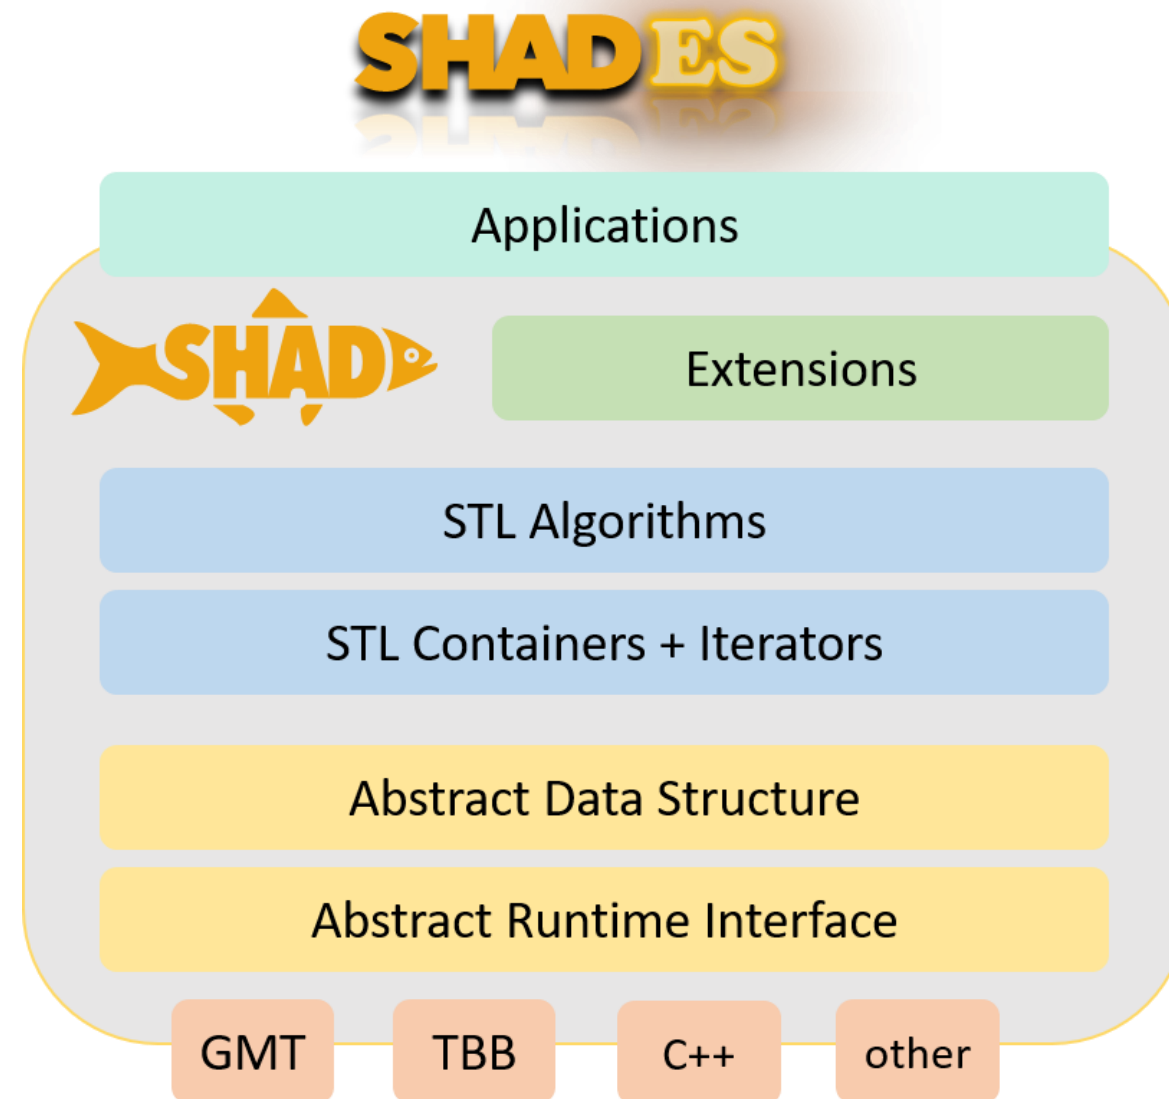 SHADES
Applications
SHAD
Extensions
STL Algorithms
STL Containers + Iterators
Abstract Data Structure
Abstract Runtime Interface
GMT TBB C++ other